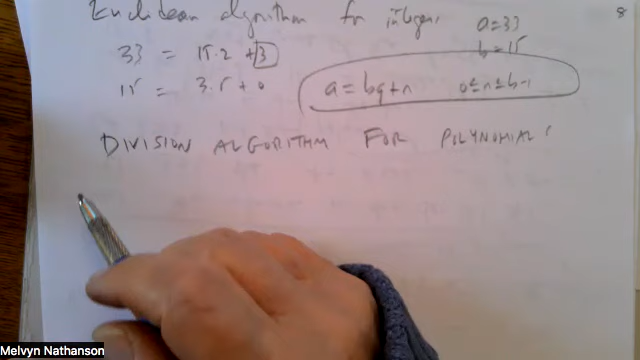 Euclidean algorithm for integers
a=33
b=15
33 = 15·2 + 3
15 = 3·5 + 0
a = bq + r 0≤r≤b-1
DIVISION ALGORITHM FOR POLYNOMIALS
8
Melvyn Nathanson